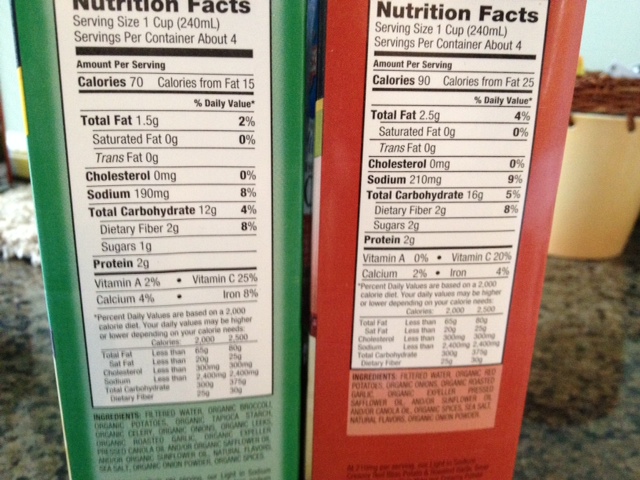 Nutrition Facts
Serving Size 1 Cup (240mL)
Servings Per Container About 4
Amount Per Serving
Calories 70 Calories from Fat 15
% Daily Value*
Total Fat 1.5g 2%
Saturated Fat 0g 0%
Trans Fat 0g
Cholesterol 0mg 0%
Sodium 190mg 8%
Total Carbohydrate 12g 4%
Dietary Fiber 2g 8%
Sugars 1g
Protein 2g
Vitamin A 2% • Vitamin C 25%
Calcium 4% • Iron 8%
*Percent Daily Values are based on a 2,000
calorie diet. Your daily values may be higher
or lower depending on your calorie needs:
Calories: 2,000 2,500
Total Fat Less than 65g 80g
Sat Fat Less than 20g 25g
Cholesterol Less than 300mg 300mg
Sodium Less than 2,400mg 2,400mg
Total Carbohydrate 300g 375g
Dietary Fiber 25g 30g
INGREDIENTS: FILTERED WATER, ORGANIC BROCCOLI,
ORGANIC POTATOES, ORGANIC TAPIOCA STARCH,
ORGANIC CELERY, ORGANIC ONIONS, ORGANIC LEEKS,
ORGANIC ROASTED GARLIC, ORGANIC EXPELLER
PRESSED CANOLA OIL AND/OR ORGANIC SAFFLOWER OIL
AND/OR ORGANIC SUNFLOWER OIL, NATURAL FLAVORS,
SEA SALT, ORGANIC ONION POWDER, ORGANIC SPICES.
Nutrition Facts
Serving Size 1 Cup (240mL)
Servings Per Container About 4
Amount Per Serving
Calories 90 Calories from Fat 25
% Daily Value*
Total Fat 2.5g 4%
Saturated Fat 0g 0%
Trans Fat 0g
Cholesterol 0mg 0%
Sodium 210mg 9%
Total Carbohydrate 16g 5%
Dietary Fiber 2g 8%
Sugars 2g
Protein 2g
Vitamin A 0% • Vitamin C 20%
Calcium 2% • Iron 4%
*Percent Daily Values are based on a 2,000
calorie diet. Your daily values may be higher
or lower depending on your calorie needs:
Calories: 2,000 2,500
Total Fat Less than 65g 80g
Sat Fat Less than 20g 25g
Cholesterol Less than 300mg 300mg
Sodium Less than 2,400mg 2,400mg
Total Carbohydrate 300g 375g
Dietary Fiber 25g 30g
INGREDIENTS: FILTERED WATER, ORGANIC RED
POTATOES, ORGANIC ONIONS, ORGANIC ROASTED
GARLIC, ORGANIC EXPELLER PRESSED
SAFFLOWER OIL AND/OR SUNFLOWER OIL
AND/OR CANOLA OIL, ORGANIC SPICES, SEA SALT,
NATURAL FLAVORS, ORGANIC ONION POWDER.